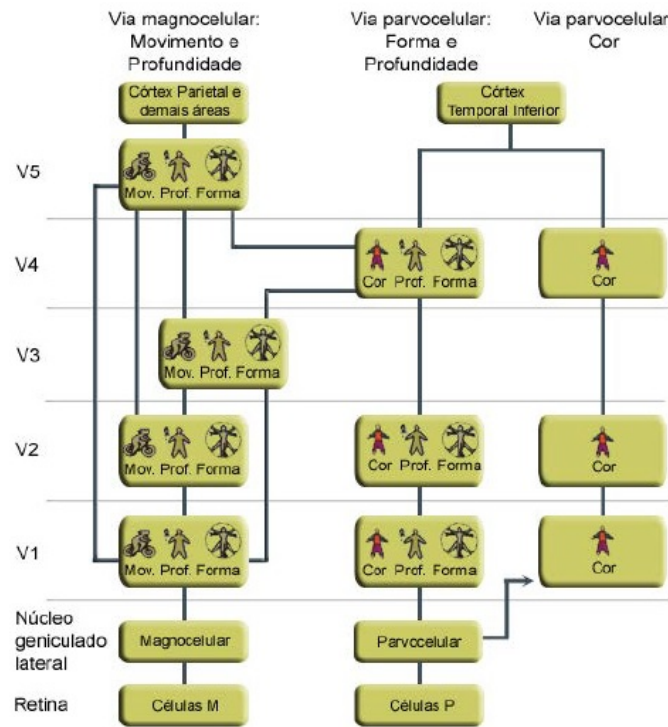 Via magnocelular:
Movimento e
Profundidade
Via parvocelular:
Forma e
Profundidade
Via parvocelular
Cor
Córtex Parietal e
demais áreas
Córtex
Temporal Inferior
V5
Mov. Prof. Forma
V4
Cor Prof. Forma
Cor
V3
Mov. Prof. Forma
V2
Mov. Prof. Forma
Cor Prof. Forma
Cor
V1
Mov. Prof. Forma
Cor Prof. Forma
Cor
Núcleo
geniculado
lateral
Magnocelular
Parvocelular
Retina
Células M
Células P